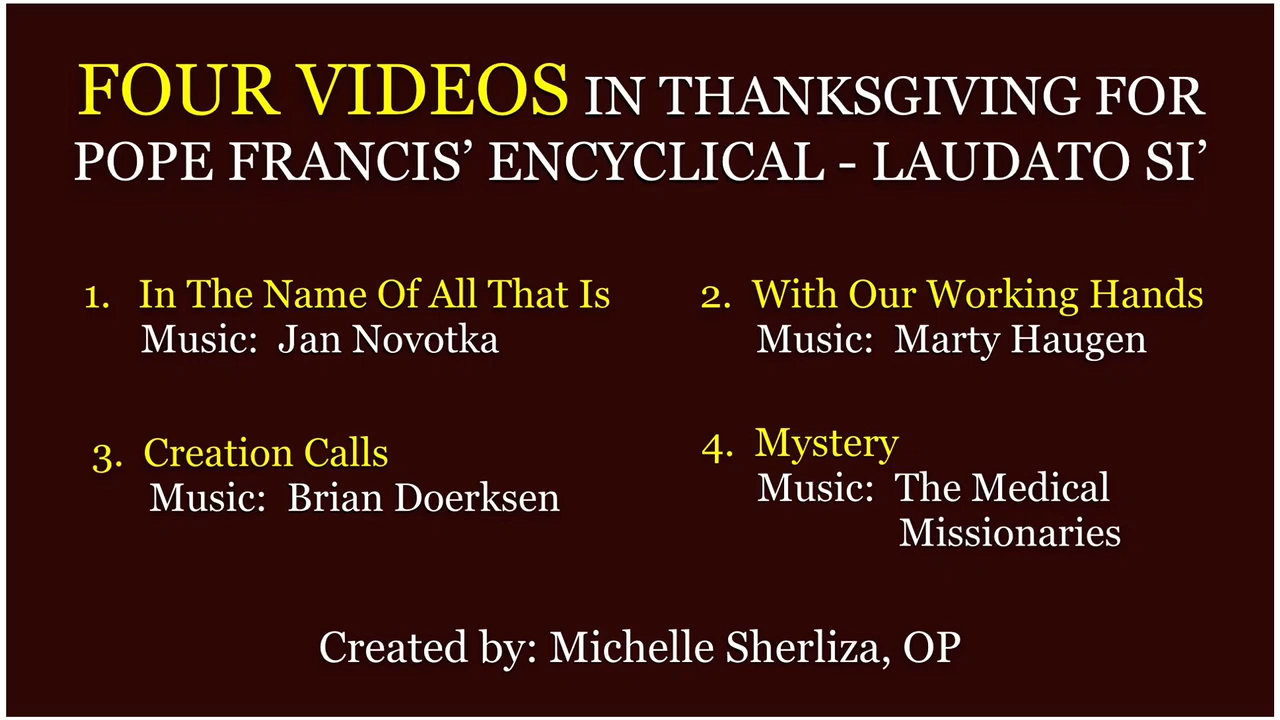 FOUR VIDEOS IN THANKSGIVING FOR
POPE FRANCIS’ ENCYCLICAL - LAUDATO SI’
1. In The Name Of All That Is
Music: Jan Novotka
2. With Our Working Hands
Music: Marty Haugen
3. Creation Calls
Music: Brian Doerksen
4. Mystery
Music: The Medical
Missionaries
Created by: Michelle Sherliza, OP